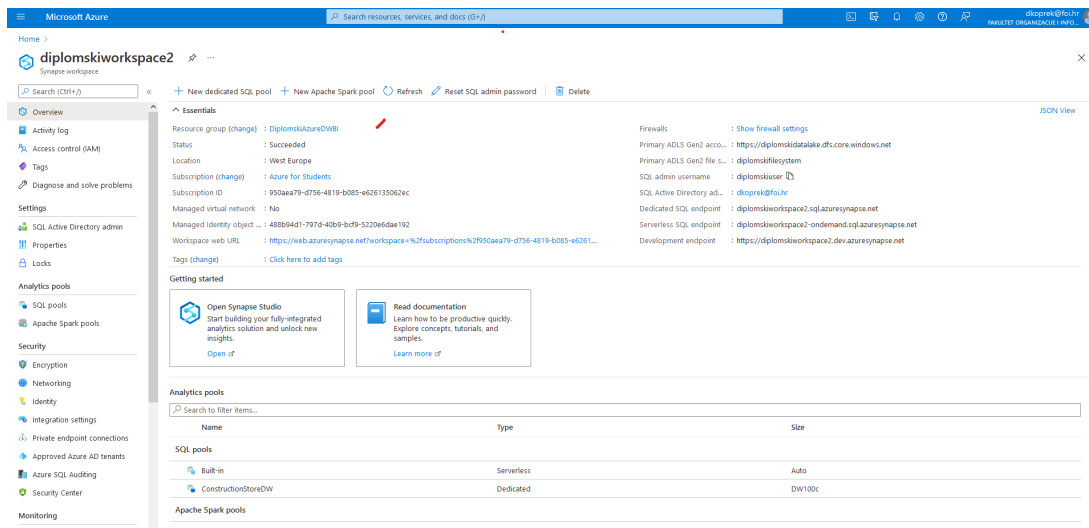 Microsoft Azure
Search resources, services, and docs (G+/)
dkoprek@foi.hr
FAKULTET ORGANIZACIJE I INFO...
Home >
diplomskiworkspace2 ...
Synapse workspace
Search (Ctrl+/) «
+ New dedicated SQL pool + New Apache Spark pool Refresh Reset SQL admin password Delete
Overview
Activity log
Access control (IAM)
Tags
Diagnose and solve problems
Settings
SQL Active Directory admin
Properties
Locks
Analytics pools
SQL pools
Apache Spark pools
Security
Encryption
Networking
Identity
Integration settings
Private endpoint connections
Approved Azure AD tenants
Azure SQL Auditing
Security Center
Monitoring
Essentials
JSON View
Resource group (change) : DiplomskiAzureDWBI
Status : Succeeded
Location : West Europe
Subscription (change) : Azure for Students
Subscription ID : 950aea79-d756-4819-b085-e626135062ec
Managed virtual network : No
Managed Identity object ... : 488b94d1-797d-40b9-bcf9-5220e6dae192
Workspace web URL : https://web.azuresynapse.net?workspace=%2fsubscriptions%2f950aea79-d756-4819-b085-e6261...
Tags (change) : Click here to add tags
Firewalls : Show firewall settings
Primary ADLS Gen2 acco... : https://diplomskidatalake.dfs.core.windows.net
Primary ADLS Gen2 file s... : diplomskifilesystem
SQL admin username : diplomskiuser
SQL Active Directory ad... : dkoprek@foi.hr
Dedicated SQL endpoint : diplomskiworkspace2.sql.azuresynapse.net
Serverless SQL endpoint : diplomskiworkspace2-ondemand.sql.azuresynapse.net
Development endpoint : https://diplomskiworkspace2.dev.azuresynapse.net
Getting started
Open Synapse Studio
Start building your fully-integrated
analytics solution and unlock new
insights.
Open
Read documentation
Learn how to be productive quickly.
Explore concepts, tutorials, and
samples.
Learn more
Analytics pools
Search to filter items...
Name Type Size
SQL pools
Built-in Serverless Auto
ConstructionStoreDW Dedicated DW100c
Apache Spark pools